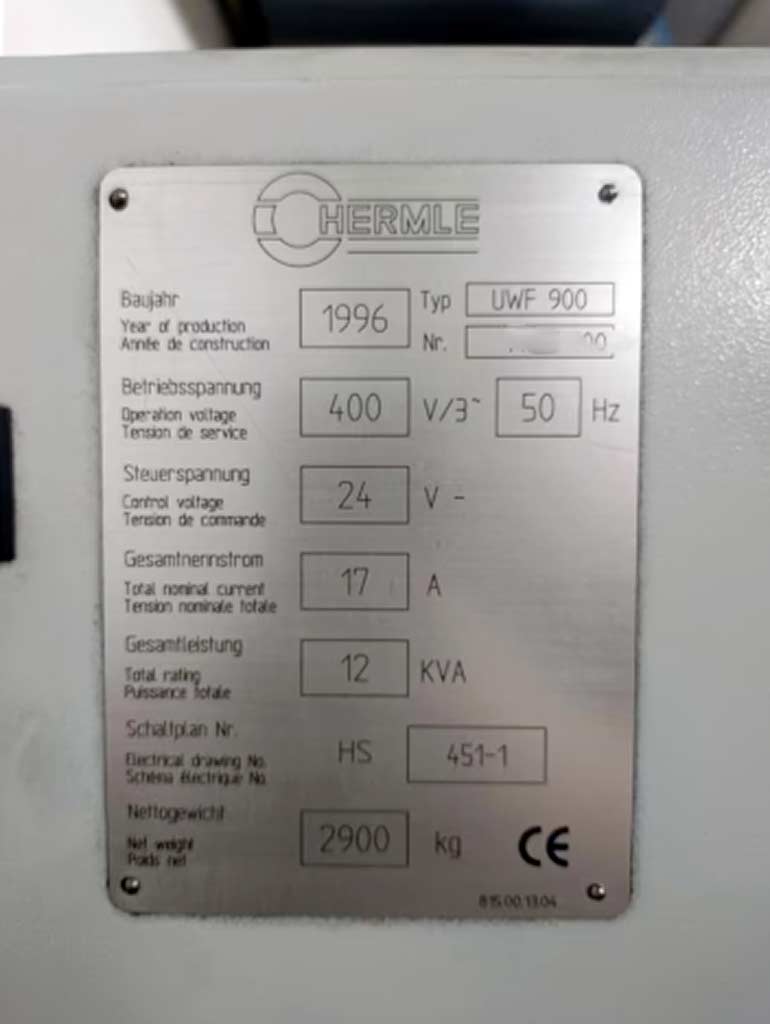 HERMLE
Baujahr
Year of production
Année de construction
1996
Typ UWF 900
Nr. 00
Betriebsspannung
Operation voltage
Tension de service
400 V/3~ 50 Hz
Steuerspannung
Control voltage
Tension de commande
24 V -
Gesamtnennstrom
Total nominal current
Tension nominale totale
17 A
Gesamtleistung
Total rating
Puissance totale
12 KVA
Schaltplan Nr.
Electrical drawing No.
Schéma électrique No.
HS 451-1
Nettogewicht
Net weight
Poids net
2900 kg
CE
815.00.13.04